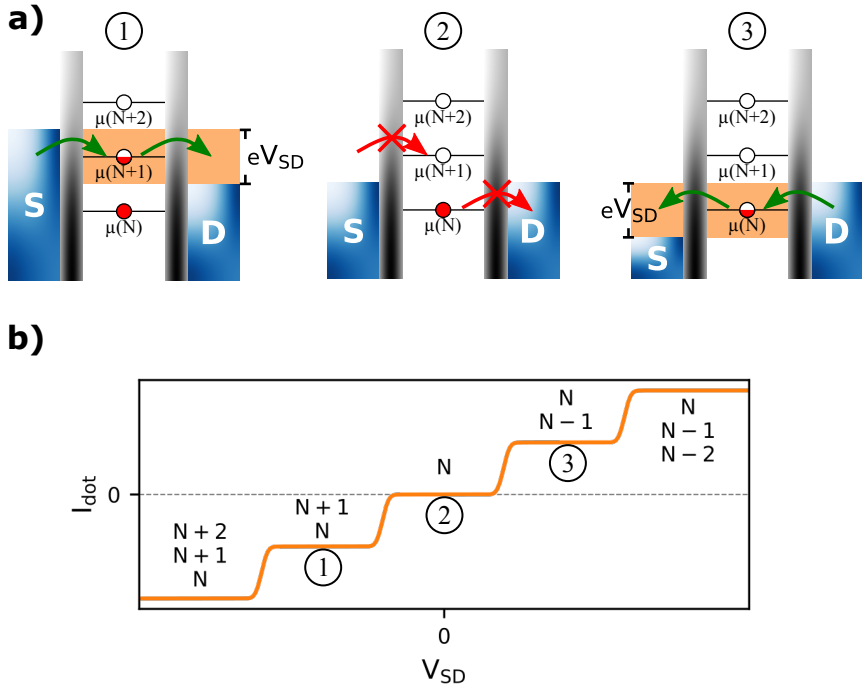 a)
1
2
3
μ(N+2)
μ(N+1)
μ(N)
S
D
eV_SD
μ(N+2)
μ(N+1)
μ(N)
S
D
μ(N+2)
μ(N+1)
μ(N)
eV_SD
S
D
b)
I_dot
0
N + 2
N + 1
N
1
N + 1
N
N
2
N
N − 1
3
N
N − 1
N − 2
0
V_SD